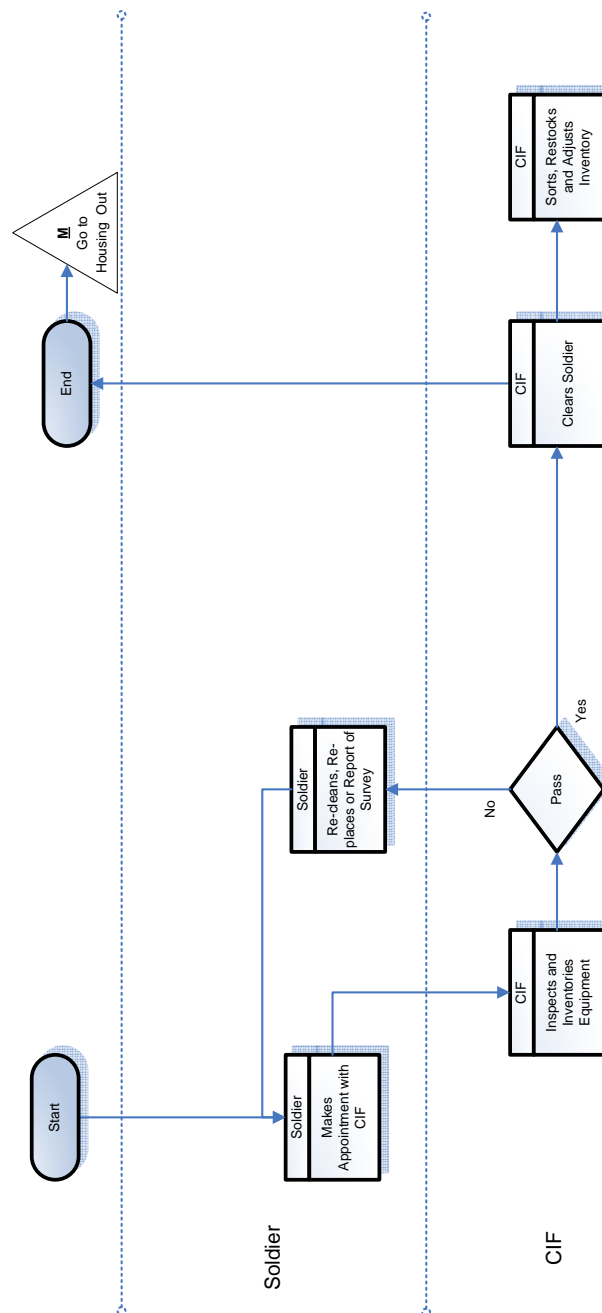 Start
End
M
Go to
Housing Out
Soldier
Soldier
Makes
Appointment with
CIF
Soldier
Re-cleans, Re-
places or Report of
Survey
CIF
CIF
Inspects and
Inventories
Equipment
Pass
No
Yes
CIF
Clears Soldier
CIF
Sorts, Restocks
and Adjusts
Inventory